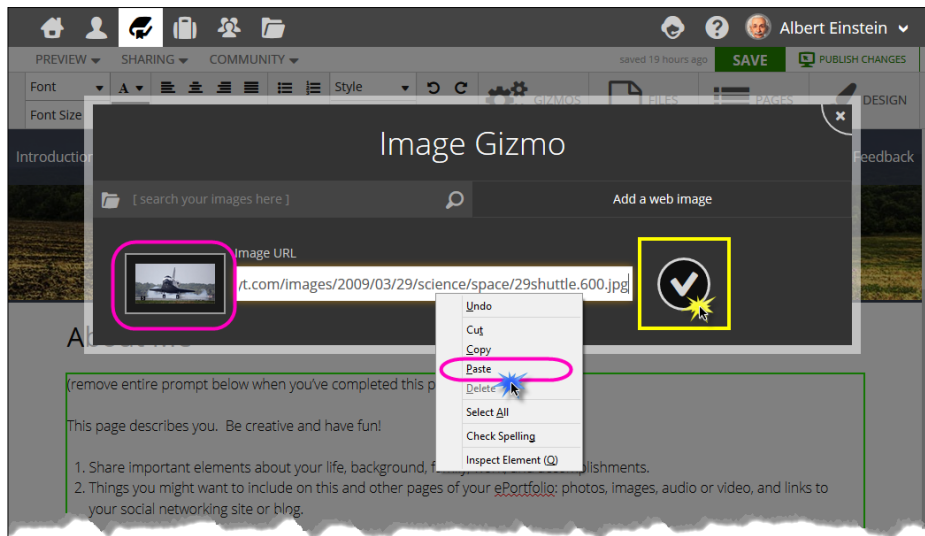 Albert Einstein
PREVIEW SHARING COMMUNITY saved 19 hours ago SAVE PUBLISH CHANGES
Font A Style GIZMOS FILES PAGES DESIGN
Font Size
Image Gizmo
Introduction Feedback
[ search your images here ] Add a web image
Image URL
/t.com/images/2009/03/29/science/space/29shuttle.600.jpg
Undo
Cut
Copy
Paste
Delete
Select All
Check Spelling
Inspect Element (Q)
(remove entire prompt below when you've completed this p
This page describes you. Be creative and have fun!
1. Share important elements about your life, background,
2. Things you might want to include on this and other pages of your ePortfolio: photos, images, audio or video, and links to
your social networking site or blog.